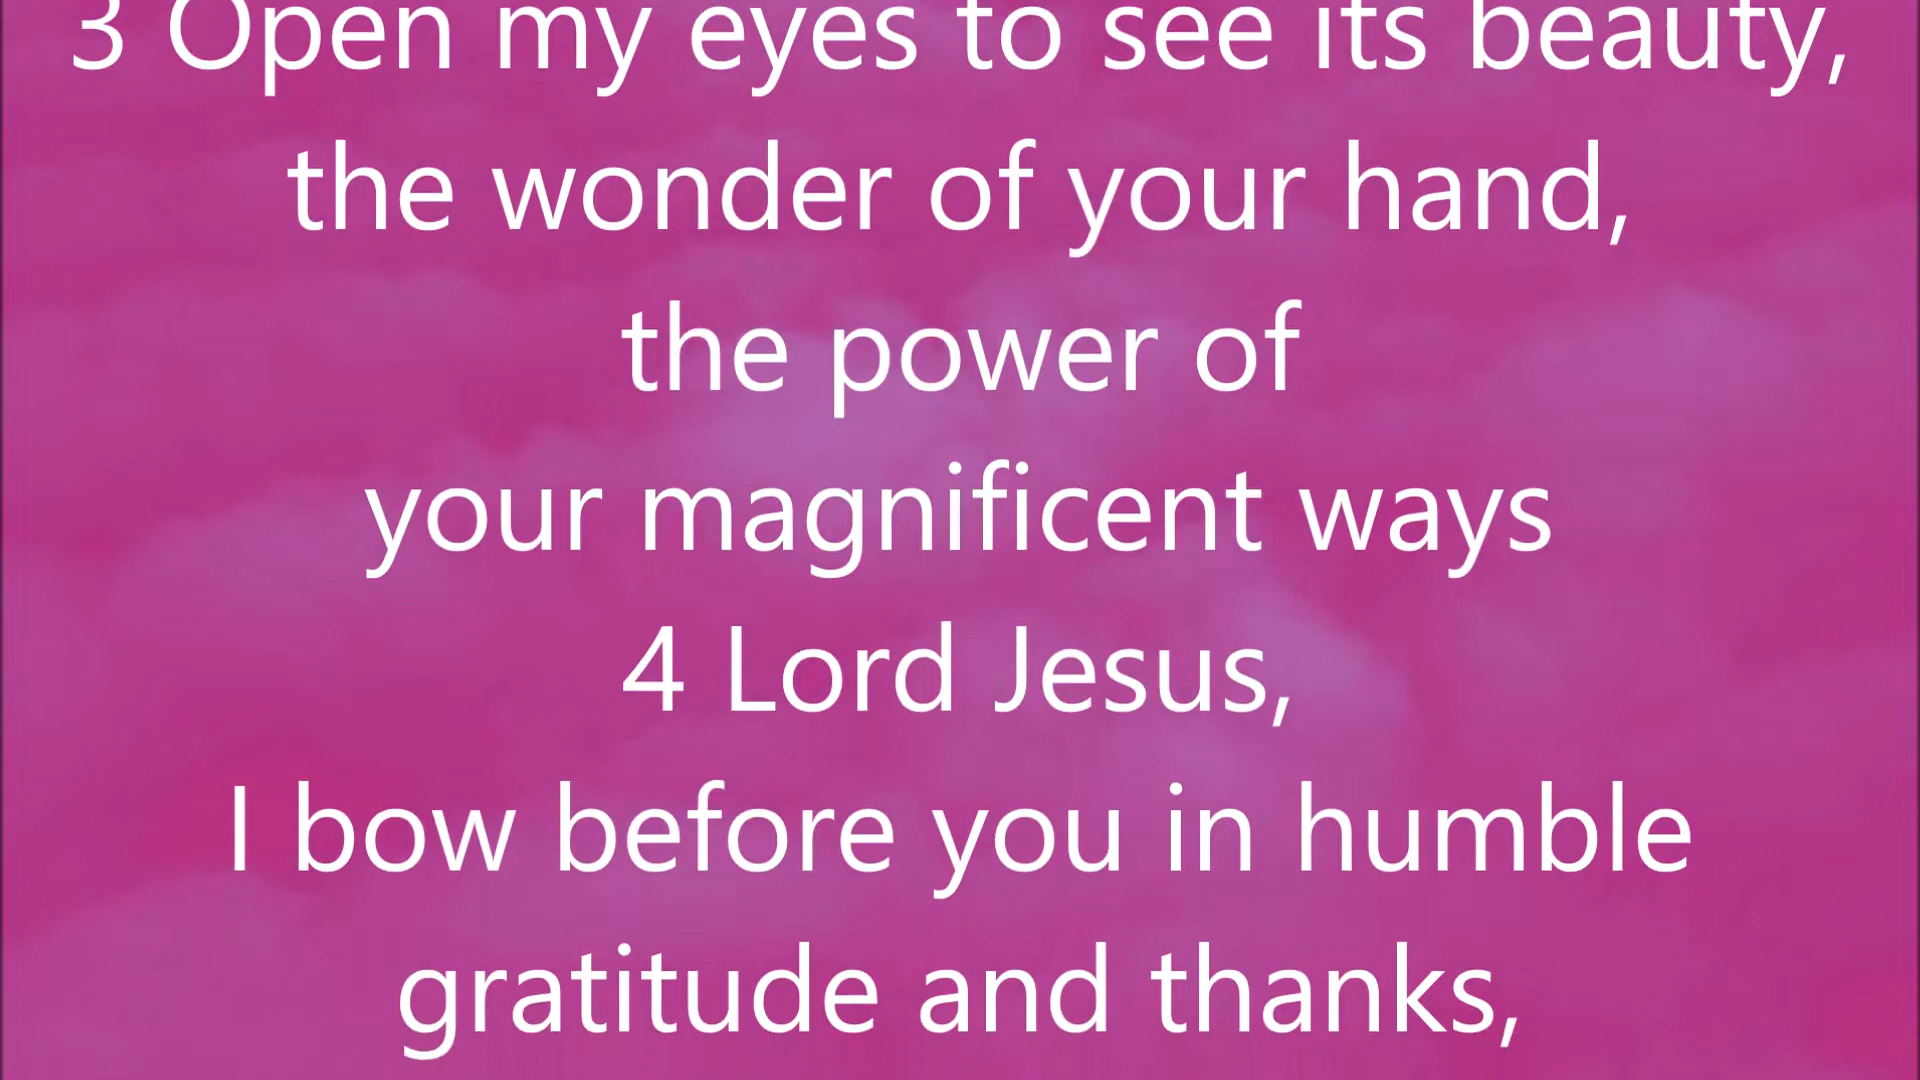 3 Open my eyes to see its beauty,
the wonder of your hand,
the power of
your magnificent ways
4 Lord Jesus,
I bow before you in humble
gratitude and thanks,